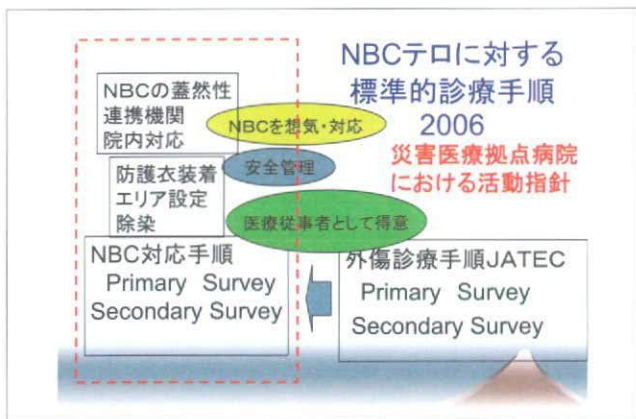 NBCテロに対する
標準的診療手順
2006
災害医療拠点病院
における活動指針
NBCの蓋然性
連携機関
院内対応
NBCを想気・対応
防護衣装着
エリア設定
除染
安全管理
医療従事者として得意
NBC対応手順
Primary Survey
Secondary Survey
外傷診療手順JATEC
Primary Survey
Secondary Survey